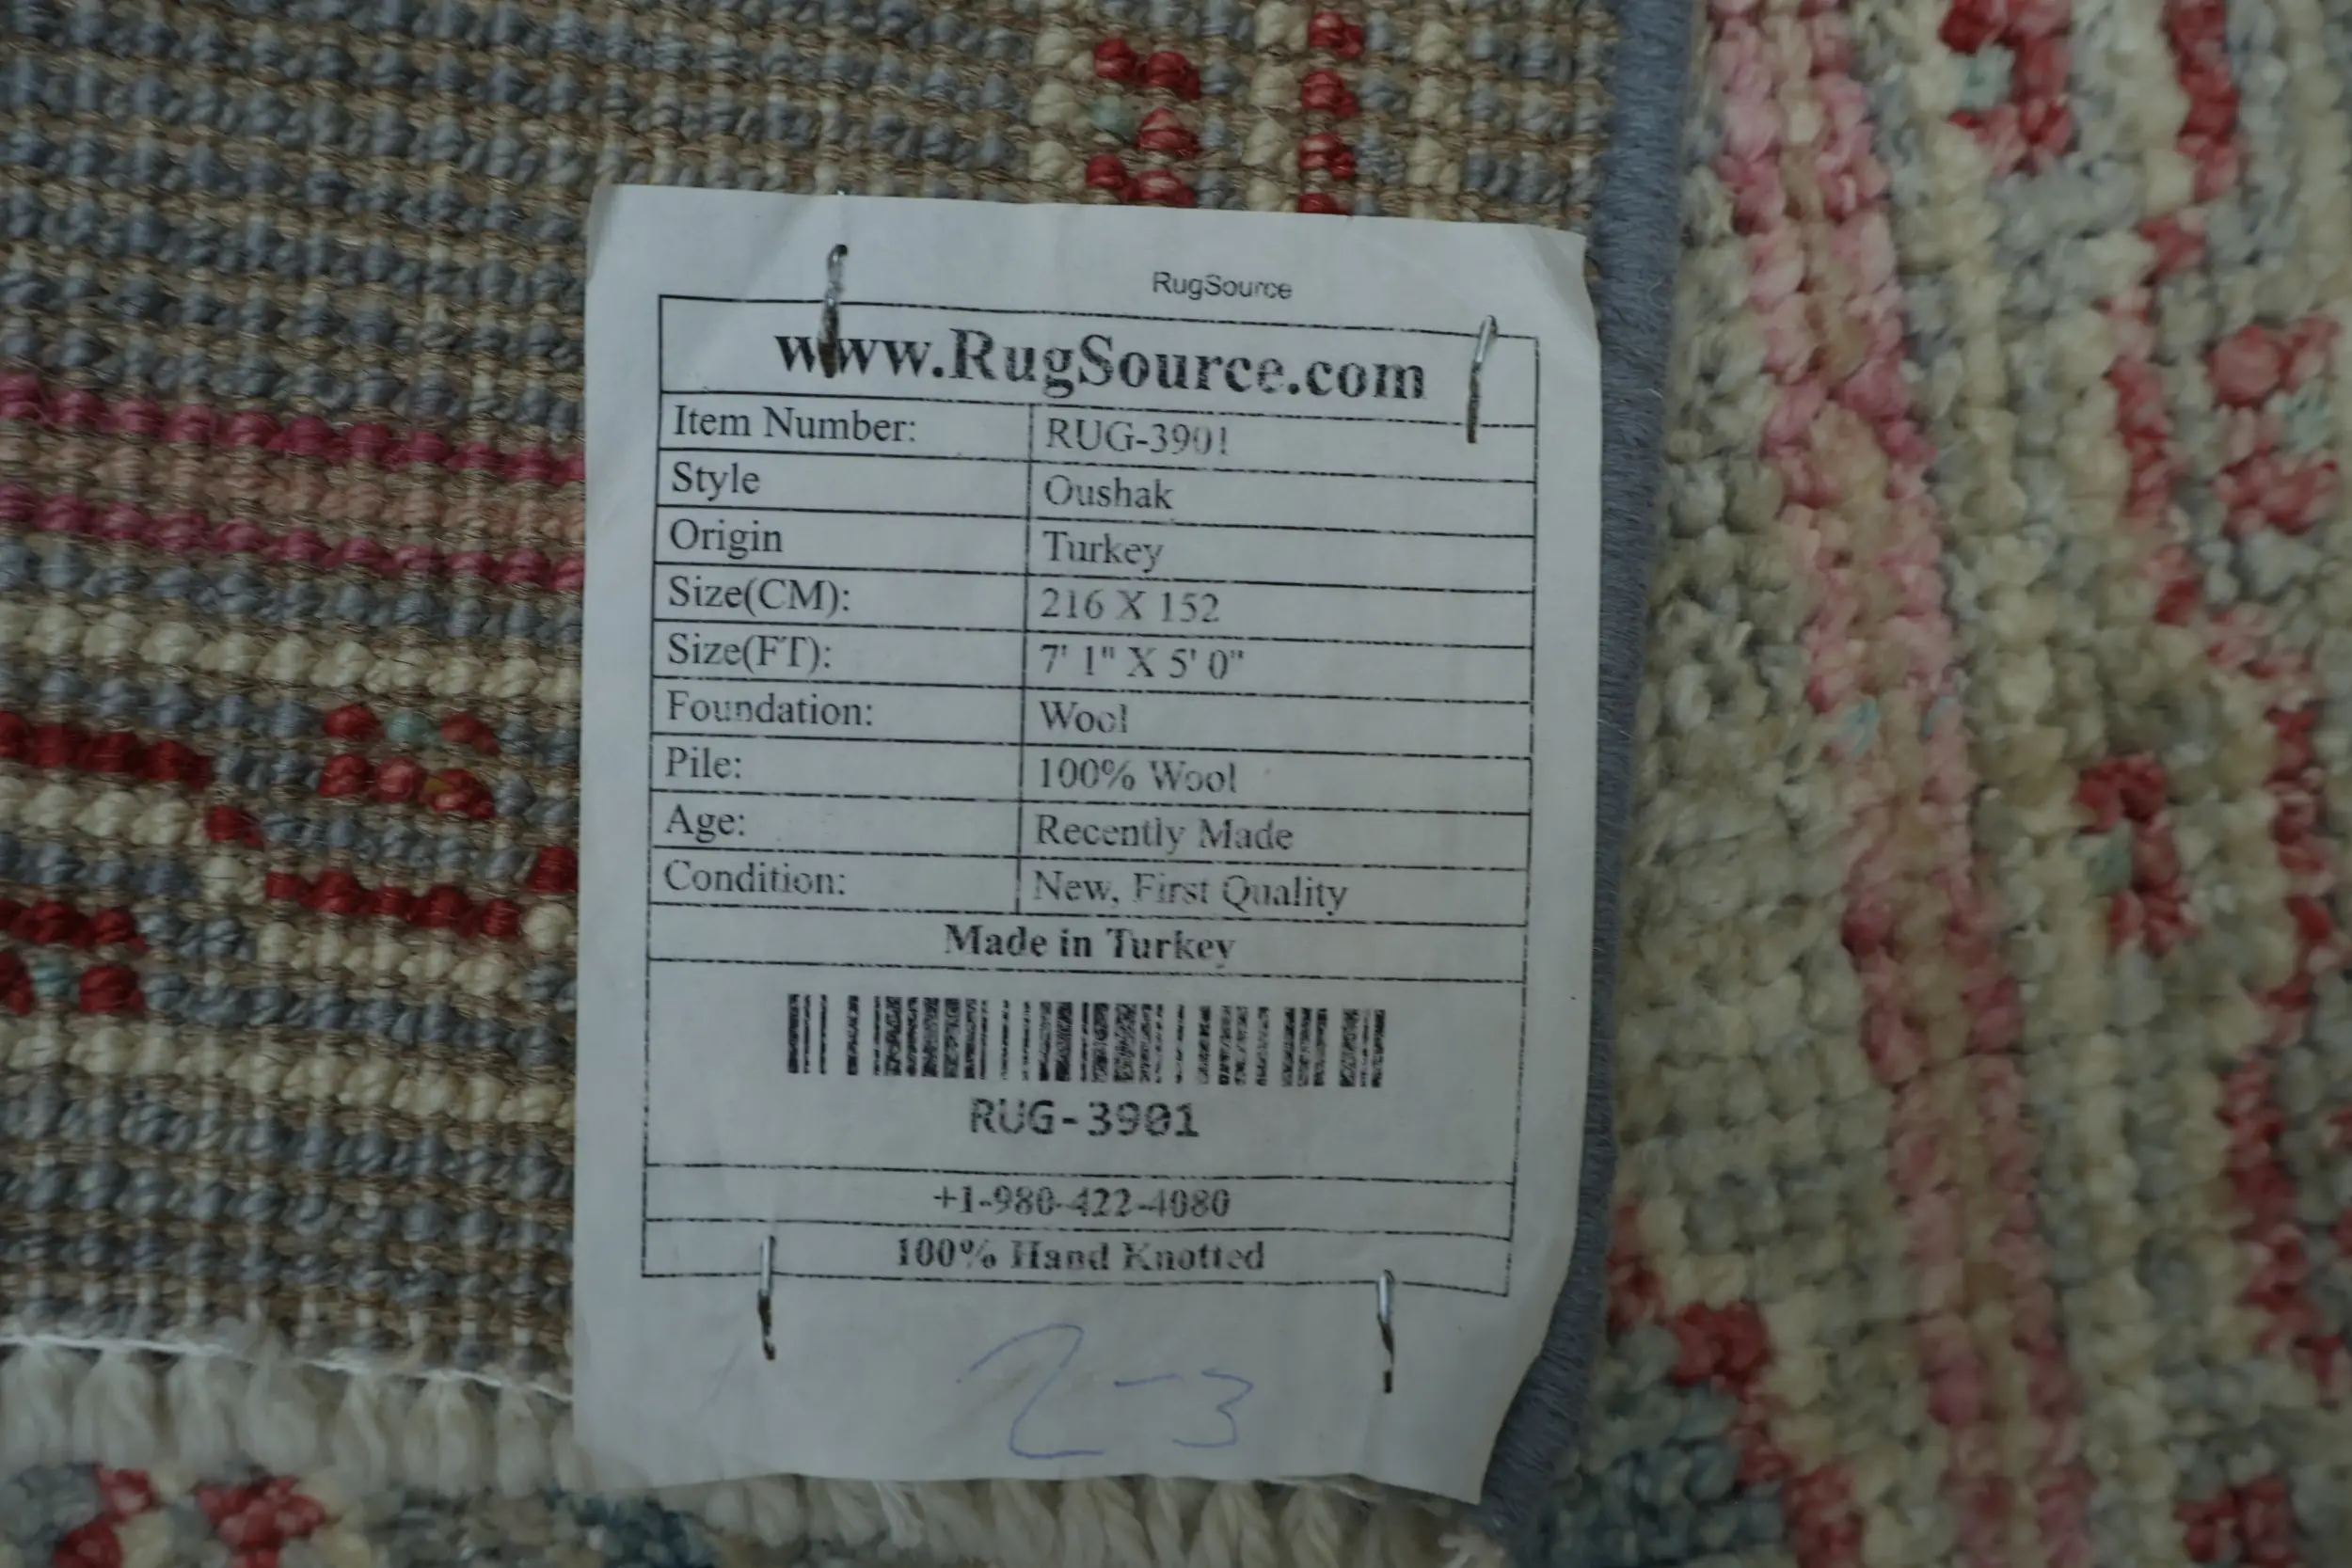 RugSource
www.RugSource.com
Item Number: RUG-3901
Style Oushak
Origin Turkey
Size(CM): 216 X 152
Size(FT): 7' 1" X 5' 0"
Foundation: Wool
Pile: 100% Wool
Age: Recently Made
Condition: New, First Quality
Made in Turkey
RUG-3901
+1-980-422-4080
100% Hand Knotted
2-3